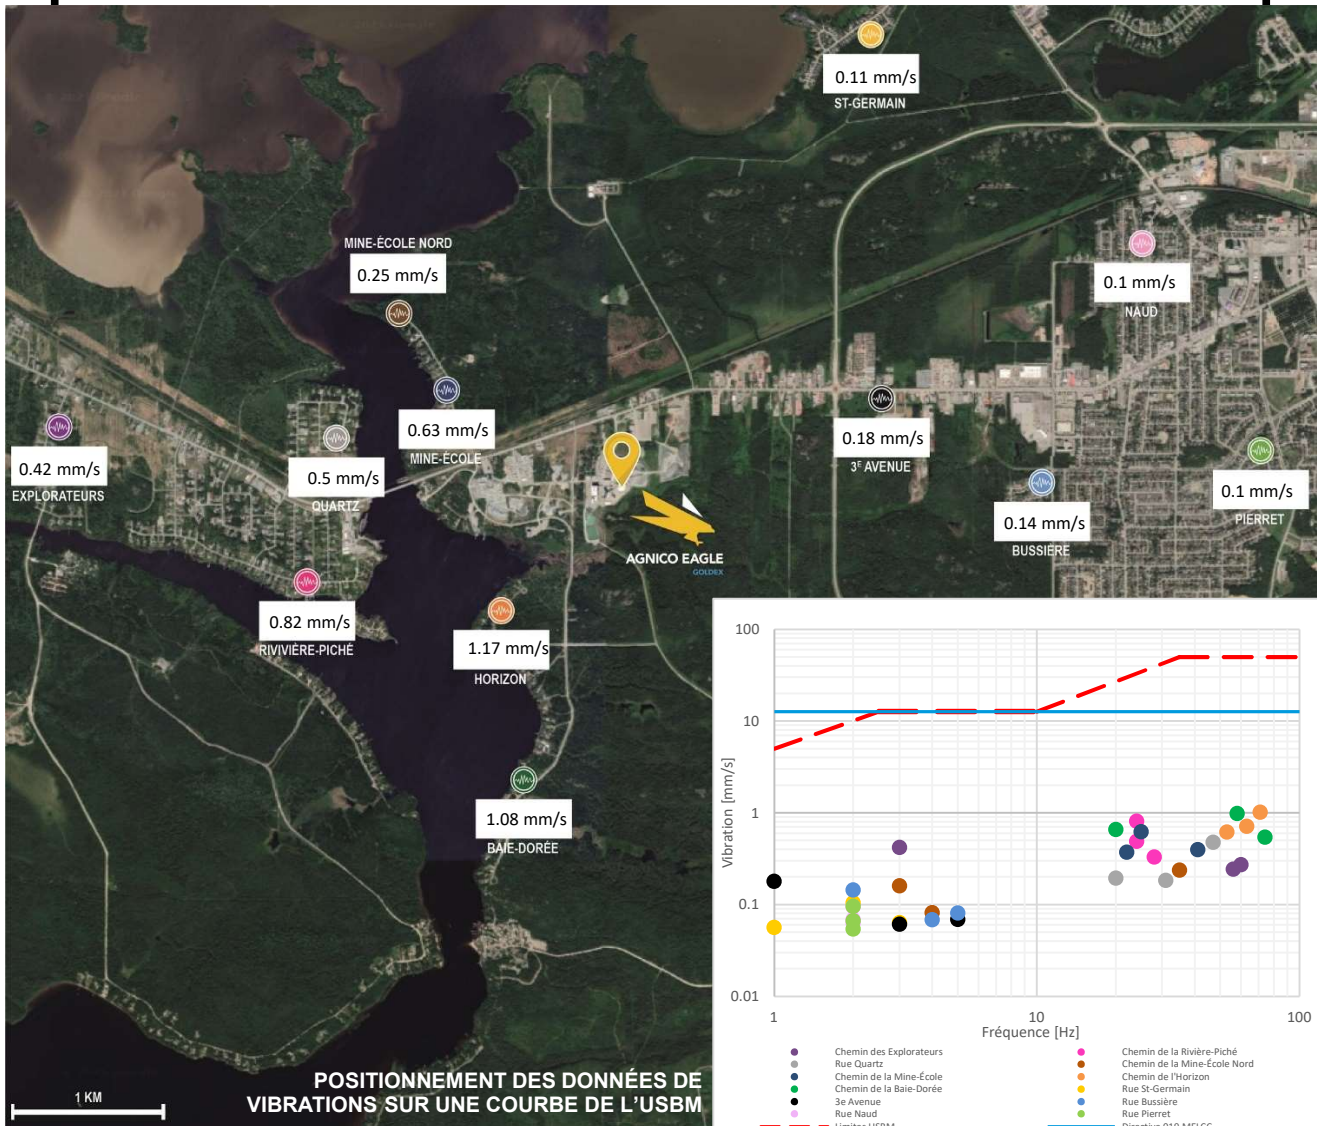 0.11 mm/s
ST-GERMAIN
MINE-ÉCOLE NORD
0.25 mm/s
0.1 mm/s
NAUD
0.63 mm/s
MINE-ÉCOLE
0.42 mm/s
EXPLORATEURS
0.5 mm/s
QUARTZ
0.18 mm/s
3E AVENUE
0.1 mm/s
PIERRET
0.14 mm/s
BUSSIÈRE
AGNICO EAGLE
GOLDEX
0.82 mm/s
RIVIVIÈRE-PICHÉ
1.17 mm/s
HORIZON
1.08 mm/s
BAIE-DORÉE
100
10
1
0.1
0.01
Vibration [mm/s]
1
10
100
Fréquence [Hz]
Chemin des Explorateurs
Chemin de la Rivière-Piché
Rue Quartz
Chemin de la Mine-École Nord
Chemin de la Mine-École
Chemin de l'Horizon
Chemin de la Baie-Dorée
Rue St-Germain
3e Avenue
Rue Bussière
Rue Naud
Rue Pierret
Limites USBM
Directive 019 MELCC
POSITIONNEMENT DES DONNÉES DE
VIBRATIONS SUR UNE COURBE DE L'USBM
1 KM